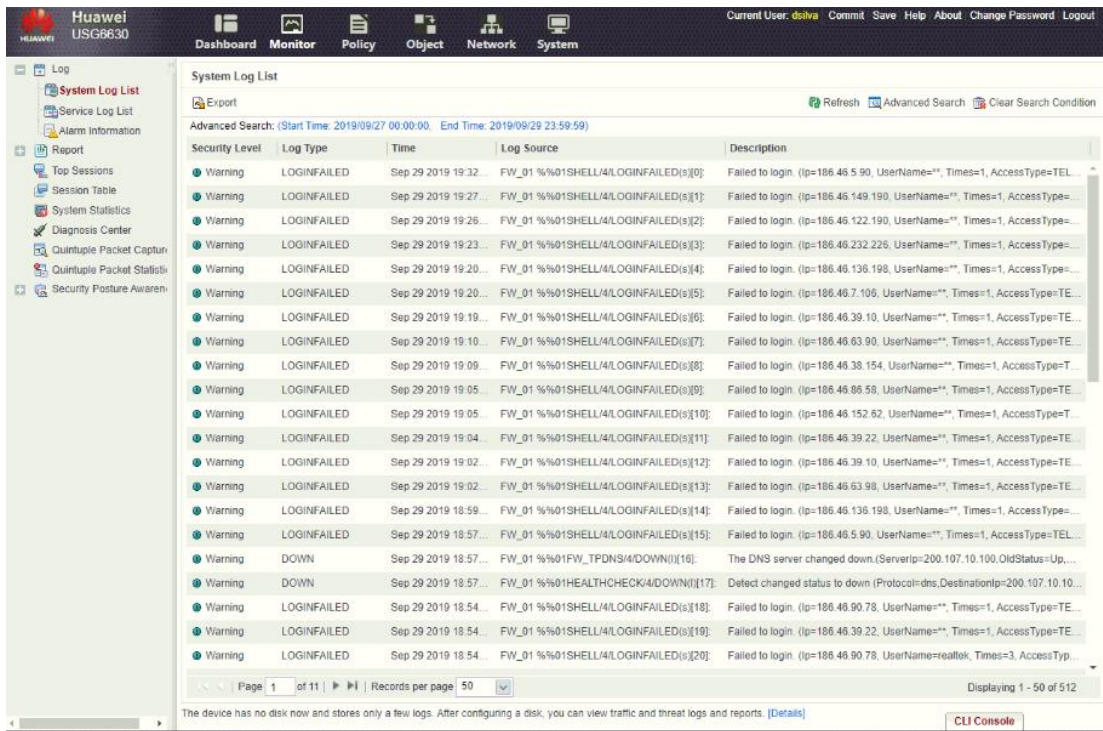 HUAWEI
Huawei
USG6630
Dashboard Monitor Policy Object Network System
Current User: dsilva Commit Save Help About Change Password Logout
Log
System Log List
Service Log List
Alarm Information
Report
Top Sessions
Session Table
System Statistics
Diagnosis Center
Quintuple Packet Capture
Quintuple Packet Statisti
Security Posture Awaren
System Log List
Export Refresh Advanced Search Clear Search Condition
Advanced Search: (Start Time: 2019/09/27 00:00:00, End Time: 2019/09/29 23:59:59)
Security Level Log Type Time Log Source Description
Warning LOGINFAILED Sep 29 2019 19:32... FW_01 %%01SHELL/4/LOGINFAILED(s)[0]: Failed to login. (Ip=186.46.5.90, UserName=**, Times=1, AccessType=TEL...
Warning LOGINFAILED Sep 29 2019 19:27... FW_01 %%01SHELL/4/LOGINFAILED(s)[1]: Failed to login. (Ip=186.46.149.190, UserName=**, Times=1, AccessType=...
Warning LOGINFAILED Sep 29 2019 19:26... FW_01 %%01SHELL/4/LOGINFAILED(s)[2]: Failed to login. (Ip=186.46.122.190, UserName=**, Times=1, AccessType=...
Warning LOGINFAILED Sep 29 2019 19:23... FW_01 %%01SHELL/4/LOGINFAILED(s)[3]: Failed to login. (Ip=186.46.232.226, UserName=**, Times=1, AccessType=...
Warning LOGINFAILED Sep 29 2019 19:20... FW_01 %%01SHELL/4/LOGINFAILED(s)[4]: Failed to login. (Ip=186.46.136.198, UserName=**, Times=1, AccessType=...
Warning LOGINFAILED Sep 29 2019 19:20... FW_01 %%01SHELL/4/LOGINFAILED(s)[5]: Failed to login. (Ip=186.46.7.106, UserName=**, Times=1, AccessType=TE...
Warning LOGINFAILED Sep 29 2019 19:19... FW_01 %%01SHELL/4/LOGINFAILED(s)[6]: Failed to login. (Ip=186.46.39.10, UserName=**, Times=1, AccessType=TE...
Warning LOGINFAILED Sep 29 2019 19:10... FW_01 %%01SHELL/4/LOGINFAILED(s)[7]: Failed to login. (Ip=186.46.63.90, UserName=**, Times=1, AccessType=TE...
Warning LOGINFAILED Sep 29 2019 19:09... FW_01 %%01SHELL/4/LOGINFAILED(s)[8]: Failed to login. (Ip=186.46.38.154, UserName=**, Times=1, AccessType=T...
Warning LOGINFAILED Sep 29 2019 19:05... FW_01 %%01SHELL/4/LOGINFAILED(s)[9]: Failed to login. (Ip=186.46.86.58, UserName=**, Times=1, AccessType=TE...
Warning LOGINFAILED Sep 29 2019 19:05... FW_01 %%01SHELL/4/LOGINFAILED(s)[10]: Failed to login. (Ip=186.46.152.62, UserName=**, Times=1, AccessType=T...
Warning LOGINFAILED Sep 29 2019 19:04... FW_01 %%01SHELL/4/LOGINFAILED(s)[11]: Failed to login. (Ip=186.46.39.22, UserName=**, Times=1, AccessType=TE...
Warning LOGINFAILED Sep 29 2019 19:02... FW_01 %%01SHELL/4/LOGINFAILED(s)[12]: Failed to login. (Ip=186.46.39.10, UserName=**, Times=1, AccessType=TE...
Warning LOGINFAILED Sep 29 2019 19:02... FW_01 %%01SHELL/4/LOGINFAILED(s)[13]: Failed to login. (Ip=186.46.63.98, UserName=**, Times=1, AccessType=TE...
Warning LOGINFAILED Sep 29 2019 18:59... FW_01 %%01SHELL/4/LOGINFAILED(s)[14]: Failed to login. (Ip=186.46.136.198, UserName=**, Times=1, AccessType=...
Warning LOGINFAILED Sep 29 2019 18:57... FW_01 %%01SHELL/4/LOGINFAILED(s)[15]: Failed to login. (Ip=186.46.5.90, UserName=**, Times=1, AccessType=TEL...
Warning DOWN Sep 29 2019 18:57... FW_01 %%01FW_TPDNS/4/DOWN(l)[16]: The DNS server changed down.(ServerIp=200.107.10.100,OldStatus=Up,...
Warning DOWN Sep 29 2019 18:57... FW_01 %%01HEALTHCHECK/4/DOWN(l)[17]: Detect changed status to down (Protocol=dns,DestinationIp=200.107.10.10...
Warning LOGINFAILED Sep 29 2019 18:54... FW_01 %%01SHELL/4/LOGINFAILED(s)[18]: Failed to login. (Ip=186.46.90.78, UserName=**, Times=1, AccessType=TE...
Warning LOGINFAILED Sep 29 2019 18:54... FW_01 %%01SHELL/4/LOGINFAILED(s)[19]: Failed to login. (Ip=186.46.39.22, UserName=**, Times=1, AccessType=TE...
Warning LOGINFAILED Sep 29 2019 18:54... FW_01 %%01SHELL/4/LOGINFAILED(s)[20]: Failed to login. (Ip=186.46.90.78, UserName=realtek, Times=3, AccessTyp...
Page 1 of 11 Records per page 50 Displaying 1 - 50 of 512
The device has no disk now and stores only a few logs. After configuring a disk, you can view traffic and threat logs and reports. [Details]
CLI Console